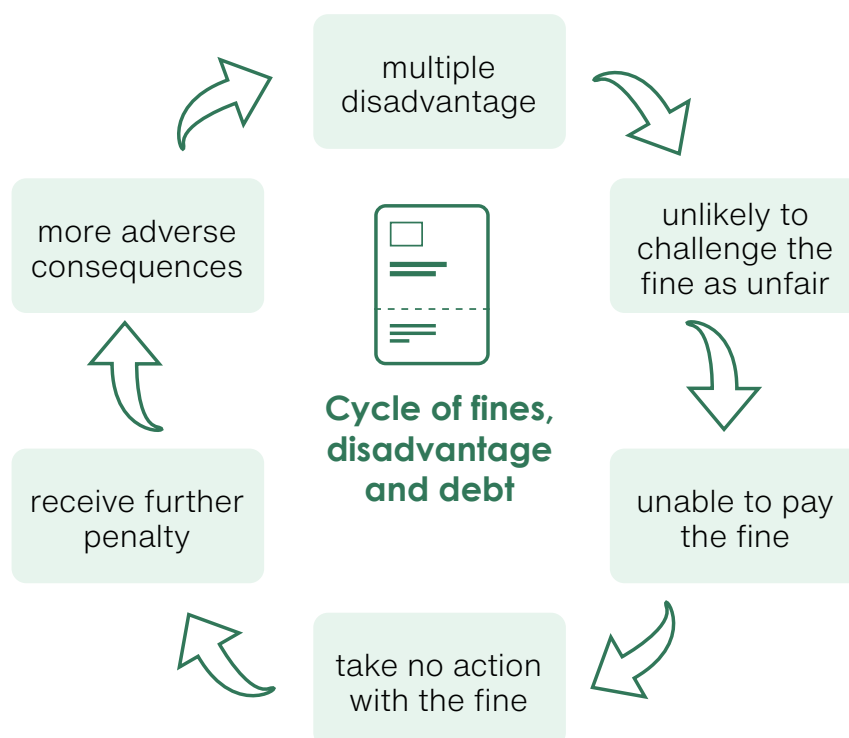 multiple
disadvantage
unlikely to
challenge the
fine as unfair
unable to pay
the fine
take no action
with the fine
receive further
penalty
more adverse
consequences
Cycle of fines,
disadvantage
and debt